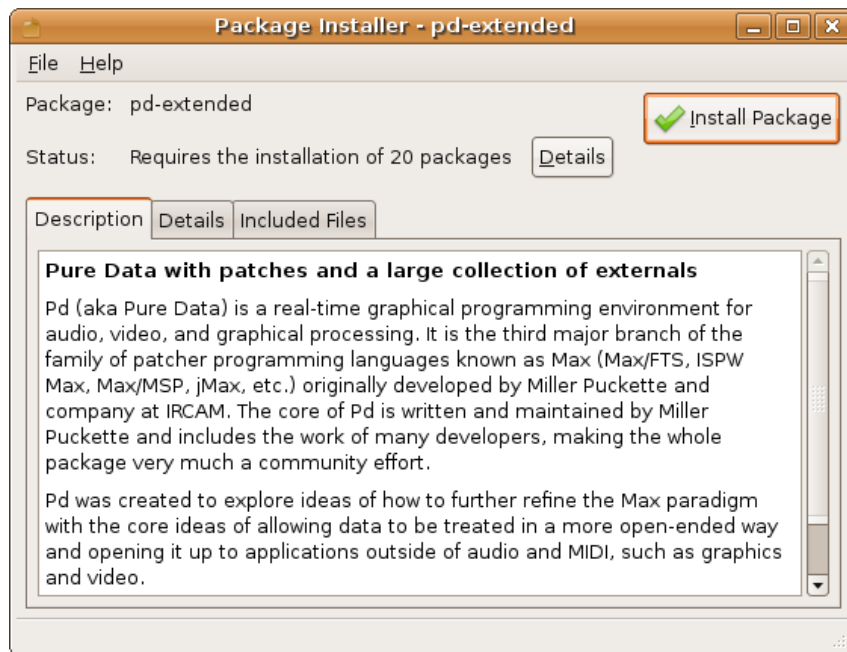 Package Installer - pd-extended
File Help
Package: pd-extended
Install Package
Status: Requires the installation of 20 packages Details
Description Details Included Files
Pure Data with patches and a large collection of externals
Pd (aka Pure Data) is a real-time graphical programming environment for
audio, video, and graphical processing. It is the third major branch of the
family of patcher programming languages known as Max (Max/FTS, ISPW
Max, Max/MSP, jMax, etc.) originally developed by Miller Puckette and
company at IRCAM. The core of Pd is written and maintained by Miller
Puckette and includes the work of many developers, making the whole
package very much a community effort.
Pd was created to explore ideas of how to further refine the Max paradigm
with the core ideas of allowing data to be treated in a more open-ended way
and opening it up to applications outside of audio and MIDI, such as graphics
and video.